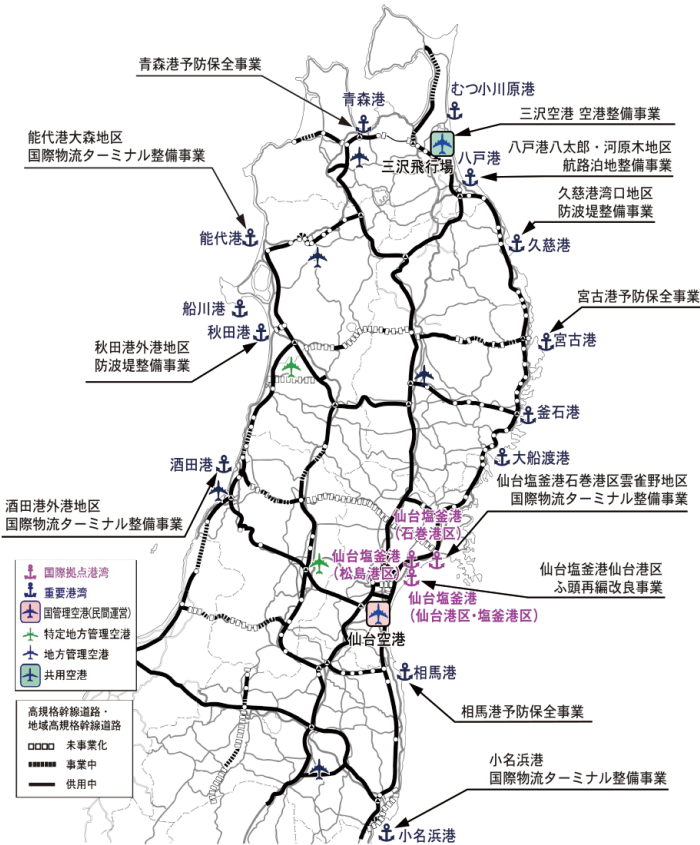 青森港予防保全事業
青森港
むつ小川原港
三沢空港 空港整備事業
能代港大森地区
国際物流ターミナル整備事業
三沢飛行場
八戸港
八戸港八太郎・河原木地区
航路泊地整備事業
久慈港湾口地区
防波堤整備事業
能代港
久慈港
船川港
秋田港
宮古港予防保全事業
宮古港
秋田港外港地区
防波堤整備事業
釜石港
大船渡港
酒田港
仙台塩釜港石巻港区雲雀野地区
国際物流ターミナル整備事業
酒田港外港地区
国際物流ターミナル整備事業
仙台塩釜港
（石巻港区）
仙台塩釜港
（松島港区）
仙台塩釜港仙台港区
ふ頭再編改良事業
仙台塩釜港
（仙台港区・塩釜港区）
仙台空港
国際拠点港湾
重要港湾
国管理空港(民間運営)
特定地方管理空港
地方管理空港
共用空港
相馬港
相馬港予防保全事業
高規格幹線道路・
地域高規格幹線道路
未事業化
事業中
供用中
小名浜港
国際物流ターミナル整備事業
小名浜港